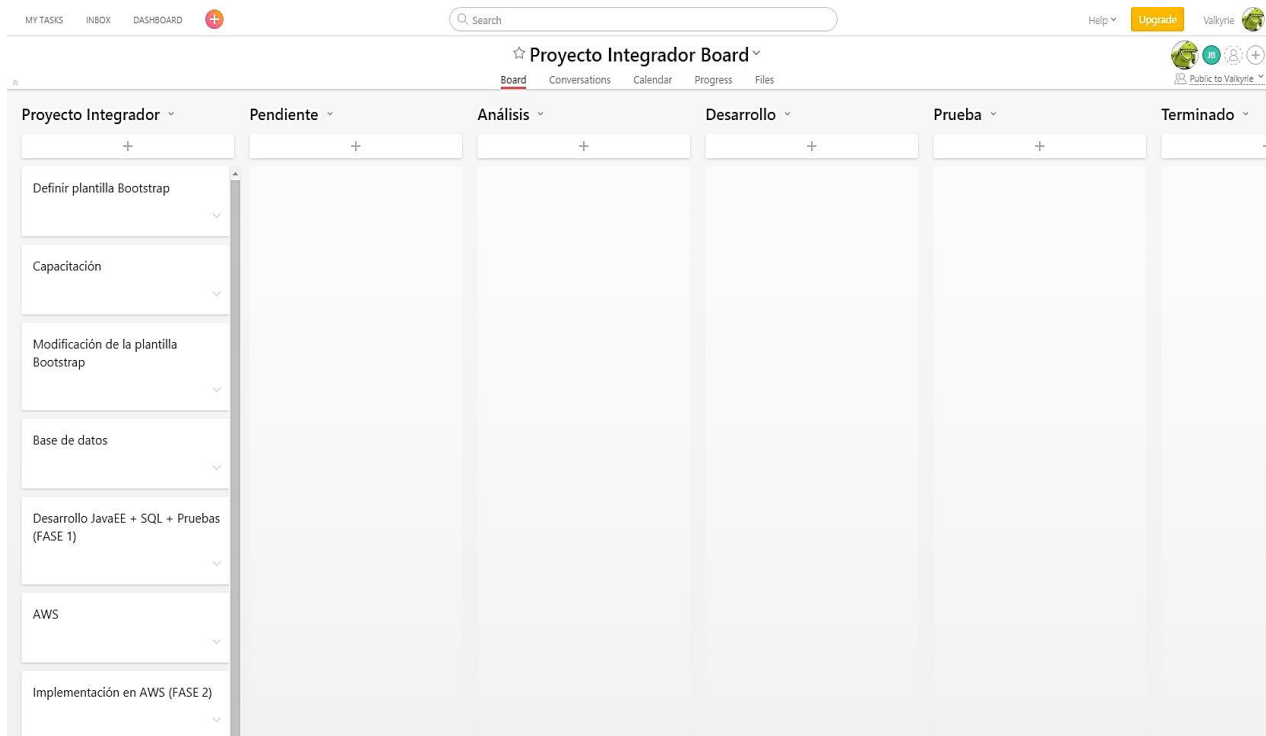 MY TASKS INBOX DASHBOARD Search Help Upgrade Valkyrie
Proyecto Integrador Board
JB
Board Conversations Calendar Progress Files Public to Valkyrie
Proyecto Integrador Pendiente Análisis Desarrollo Prueba Terminado
Definir plantilla Bootstrap
Capacitación
Modificación de la plantilla
Bootstrap
Base de datos
Desarrollo JavaEE + SQL + Pruebas
(FASE 1)
AWS
Implementación en AWS (FASE 2)